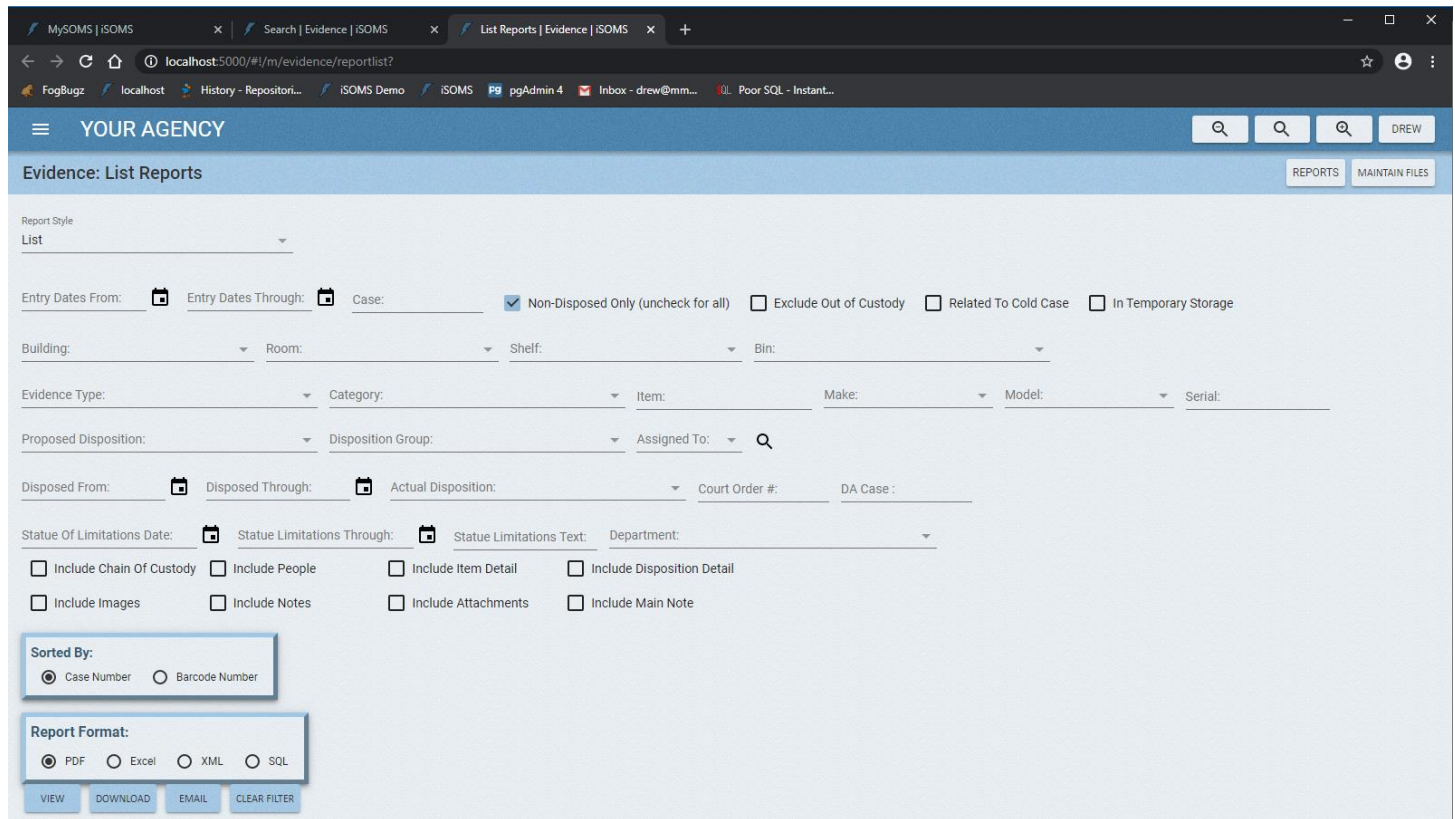 MySOMS | iSOMS Search | Evidence | iSOMS List Reports | Evidence | iSOMS
localhost:5000/#!/m/evidence/reportlist?
FogBugz localhost History - Repositori... iSOMS Demo iSOMS Pg pgAdmin 4 Inbox - drew@mm... Poor SQL - Instant...
YOUR AGENCY DREW
Evidence: List Reports REPORTS MAINTAIN FILES
Report Style
List
Entry Dates From: Entry Dates Through: Case: Non-Disposed Only (uncheck for all) Exclude Out of Custody Related To Cold Case In Temporary Storage
Building: Room: Shelf: Bin:
Evidence Type: Category: Item: Make: Model: Serial:
Proposed Disposition: Disposition Group: Assigned To:
Disposed From: Disposed Through: Actual Disposition: Court Order #: DA Case :
Statue Of Limitations Date: Statue Limitations Through: Statue Limitations Text: Department:
Include Chain Of Custody Include People Include Item Detail Include Disposition Detail
Include Images Include Notes Include Attachments Include Main Note
Sorted By:
Case Number Barcode Number
Report Format:
PDF Excel XML SQL
VIEW DOWNLOAD EMAIL CLEAR FILTER